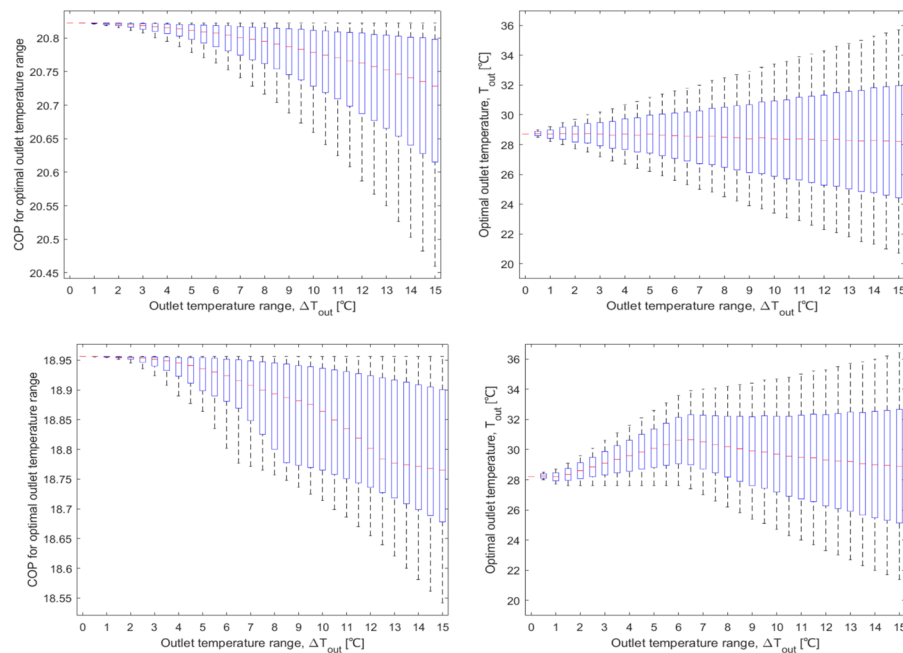 COP for optimal outlet temperature range
20.8
20.75
20.7
20.65
20.6
20.55
20.5
20.45
0 1 2 3 4 5 6 7 8 9 10 11 12 13 14 15
Outlet temperature range, ΔT_out [℃]
Optimal outlet temperature, T_out [℃]
36
34
32
30
28
26
24
22
20
0 1 2 3 4 5 6 7 8 9 10 11 12 13 14 15
Outlet temperature range, ΔT_out [℃]
COP for optimal outlet temperature range
18.95
18.9
18.85
18.8
18.75
18.7
18.65
18.6
18.55
0 1 2 3 4 5 6 7 8 9 10 11 12 13 14 15
Outlet temperature range, ΔT_out [℃]
Optimal outlet temperature, T_out [℃]
36
34
32
30
28
26
24
22
20
0 1 2 3 4 5 6 7 8 9 10 11 12 13 14 15
Outlet temperature range, ΔT_out [℃]